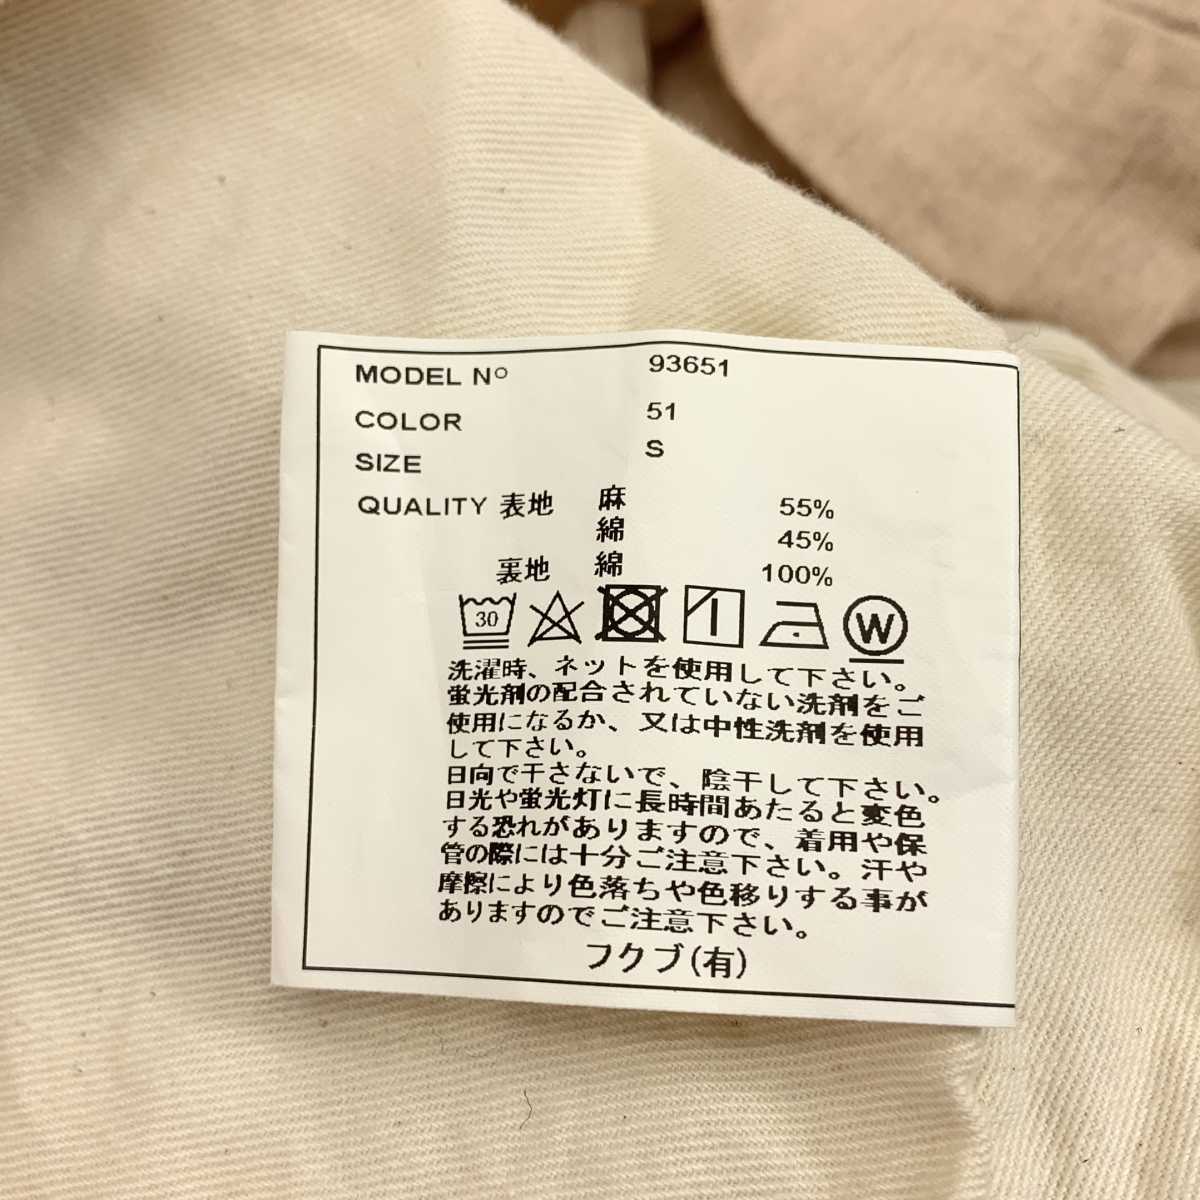 MODEL Nº 93651
COLOR 51
SIZE S
QUALITY 表地 麻 55%
綿 45%
裏地 綿 100%
30 W
洗濯時、ネットを使用して下さい。
蛍光剤の配合されていない洗剤をご
使用になるか、又は中性洗剤を使用
して下さい。
日向で干さないで、陰干して下さい。
日光や蛍光灯に長時間あたると変色
する恐れがありますので、着用や保
管の際には十分ご注意下さい。汗や
摩擦により色落ちや色移りする事が
ありますのでご注意下さい。
フクブ(有)